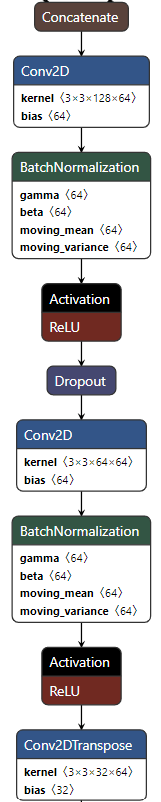 Concatenate
Conv2D
kernel ⟨3×3×128×64⟩
bias ⟨64⟩
BatchNormalization
gamma ⟨64⟩
beta ⟨64⟩
moving_mean ⟨64⟩
moving_variance ⟨64⟩
Activation
ReLU
Dropout
Conv2D
kernel ⟨3×3×64×64⟩
bias ⟨64⟩
BatchNormalization
gamma ⟨64⟩
beta ⟨64⟩
moving_mean ⟨64⟩
moving_variance ⟨64⟩
Activation
ReLU
Conv2DTranspose
kernel ⟨3×3×32×64⟩
bias ⟨32⟩